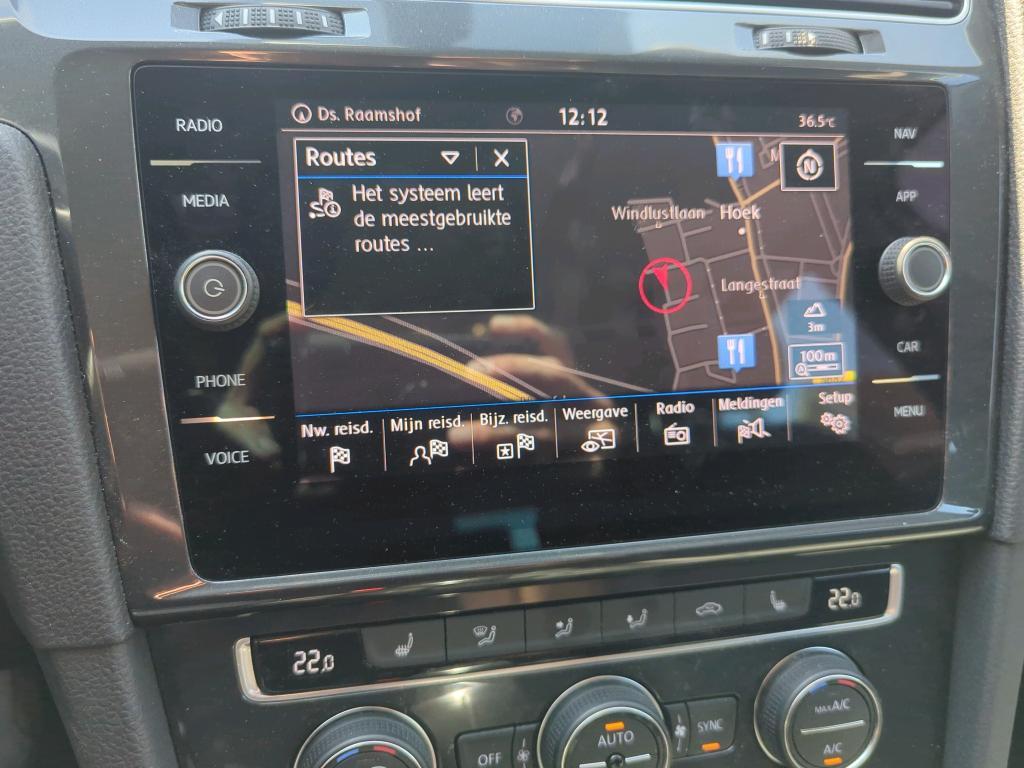 RADIO
MEDIA
PHONE
VOICE
Ds. Raamshof
12:12
36.5°C
Routes
Het systeem leert
de meestgebruikte
routes ...
N
Windlustlaan
Hoek
Langestraat
3m
100m
Nw. reisd.
Mijn reisd.
Bijz. reisd.
Weergave
Radio
Meldingen
Setup
NAV
APP
CAR
MENU
22.0
22.0
OFF
AUTO
SYNC
MAX A/C
A/C